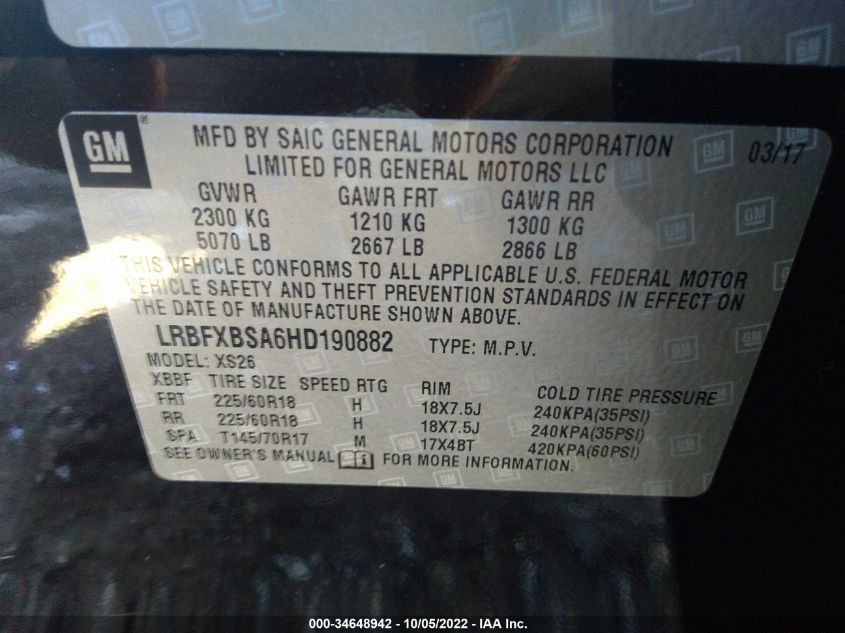 GM
MFD BY SAIC GENERAL MOTORS CORPORATION
LIMITED FOR GENERAL MOTORS LLC
03/17
GVWR GAWR FRT GAWR RR
2300 KG 1210 KG 1300 KG
5070 LB 2667 LB 2866 LB
THIS VEHICLE CONFORMS TO ALL APPLICABLE U.S. FEDERAL MOTOR
VEHICLE SAFETY AND THEFT PREVENTION STANDARDS IN EFFECT ON
THE DATE OF MANUFACTURE SHOWN ABOVE.
LRBFXBSA6HD190882 TYPE: M.P.V.
MODEL: XS26
XBBF TIRE SIZE SPEED RTG RIM COLD TIRE PRESSURE
FRT 225/60R18 H 18X7.5J 240KPA(35PSI)
RR 225/60R18 H 18X7.5J 240KPA(35PSI)
SPA T145/70R17 M 17X4BT 420KPA(60PSI)
SEE OWNER'S MANUAL FOR MORE INFORMATION.
000-34648942 - 10/05/2022 - IAA Inc.